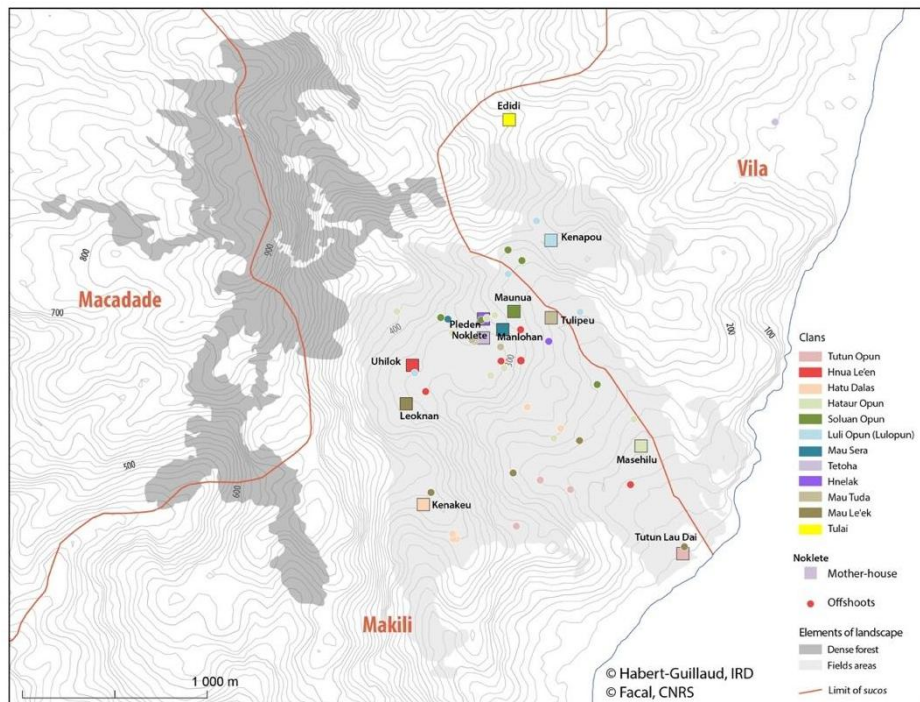 Edidi
Vila
Kenapou
900
800
Macadade
Maunua
700
400
Pleden
Noklete
Manlohan
Tulipeu
200
100
Uhilok
300
Clans
Tutun Opun
Hnua Le'en
Hatu Dalas
Hataur Opun
Soluan Opun
Luli Opun (Lulopun)
Mau Sera
Tetoha
Hnelak
Mau Tuda
Mau Le'ek
Tulai
Leoknan
Masehilu
500
600
Kenakeu
Tutun Lau Dai
Noklete
Mother-house
Offshoots
Makili
Elements of landscape
Dense forest
Fields areas
Limit of sucos
1 000 m
© Habert-Guillaud, IRD
© Facal, CNRS